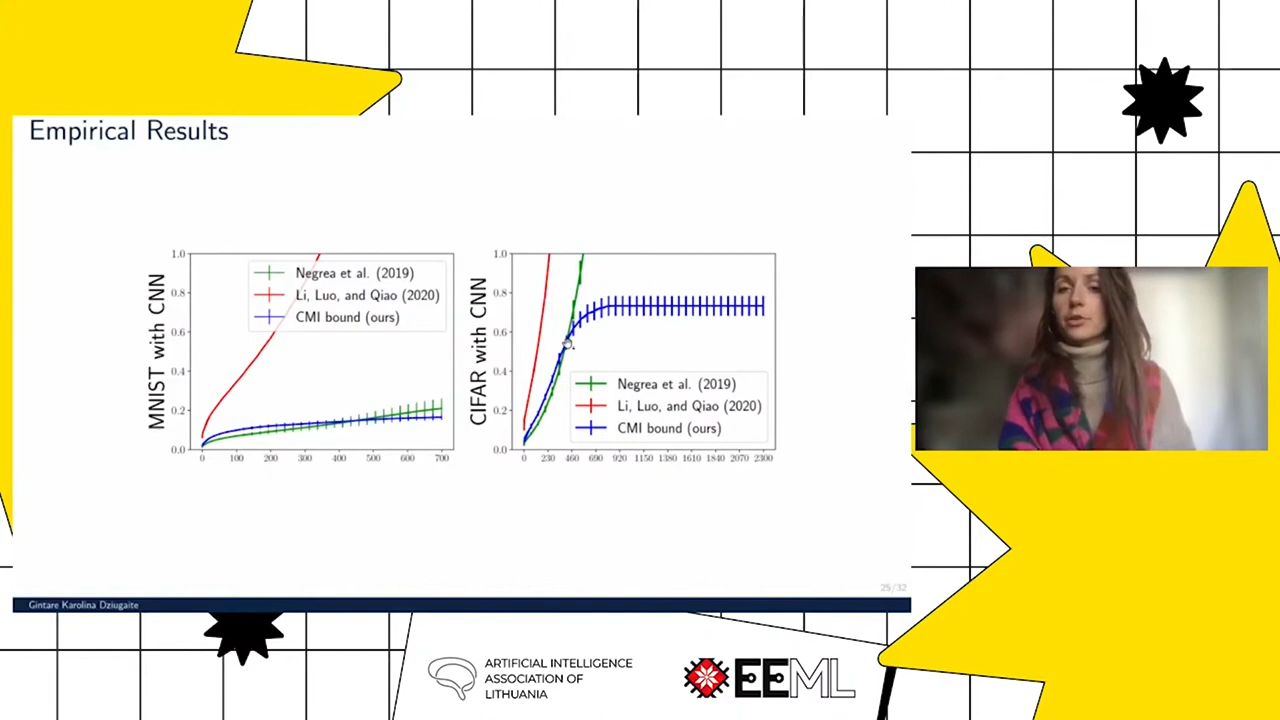 Empirical Results
MNIST with CNN
1.0
0.8
0.6
0.4
0.2
0.0
Negrea et al. (2019)
Li, Luo, and Qiao (2020)
CMI bound (ours)
0 100 200 300 400 500 600 700
CIFAR with CNN
1.0
0.8
0.6
0.4
0.2
0.0
Negrea et al. (2019)
Li, Luo, and Qiao (2020)
CMI bound (ours)
0 230 460 690 920 1150 1380 1610 1840 2070 2300
25/32
Gintare Karolina Dziugaite
ARTIFICIAL INTELLIGENCE
ASSOCIATION OF
LITHUANIA
EEML